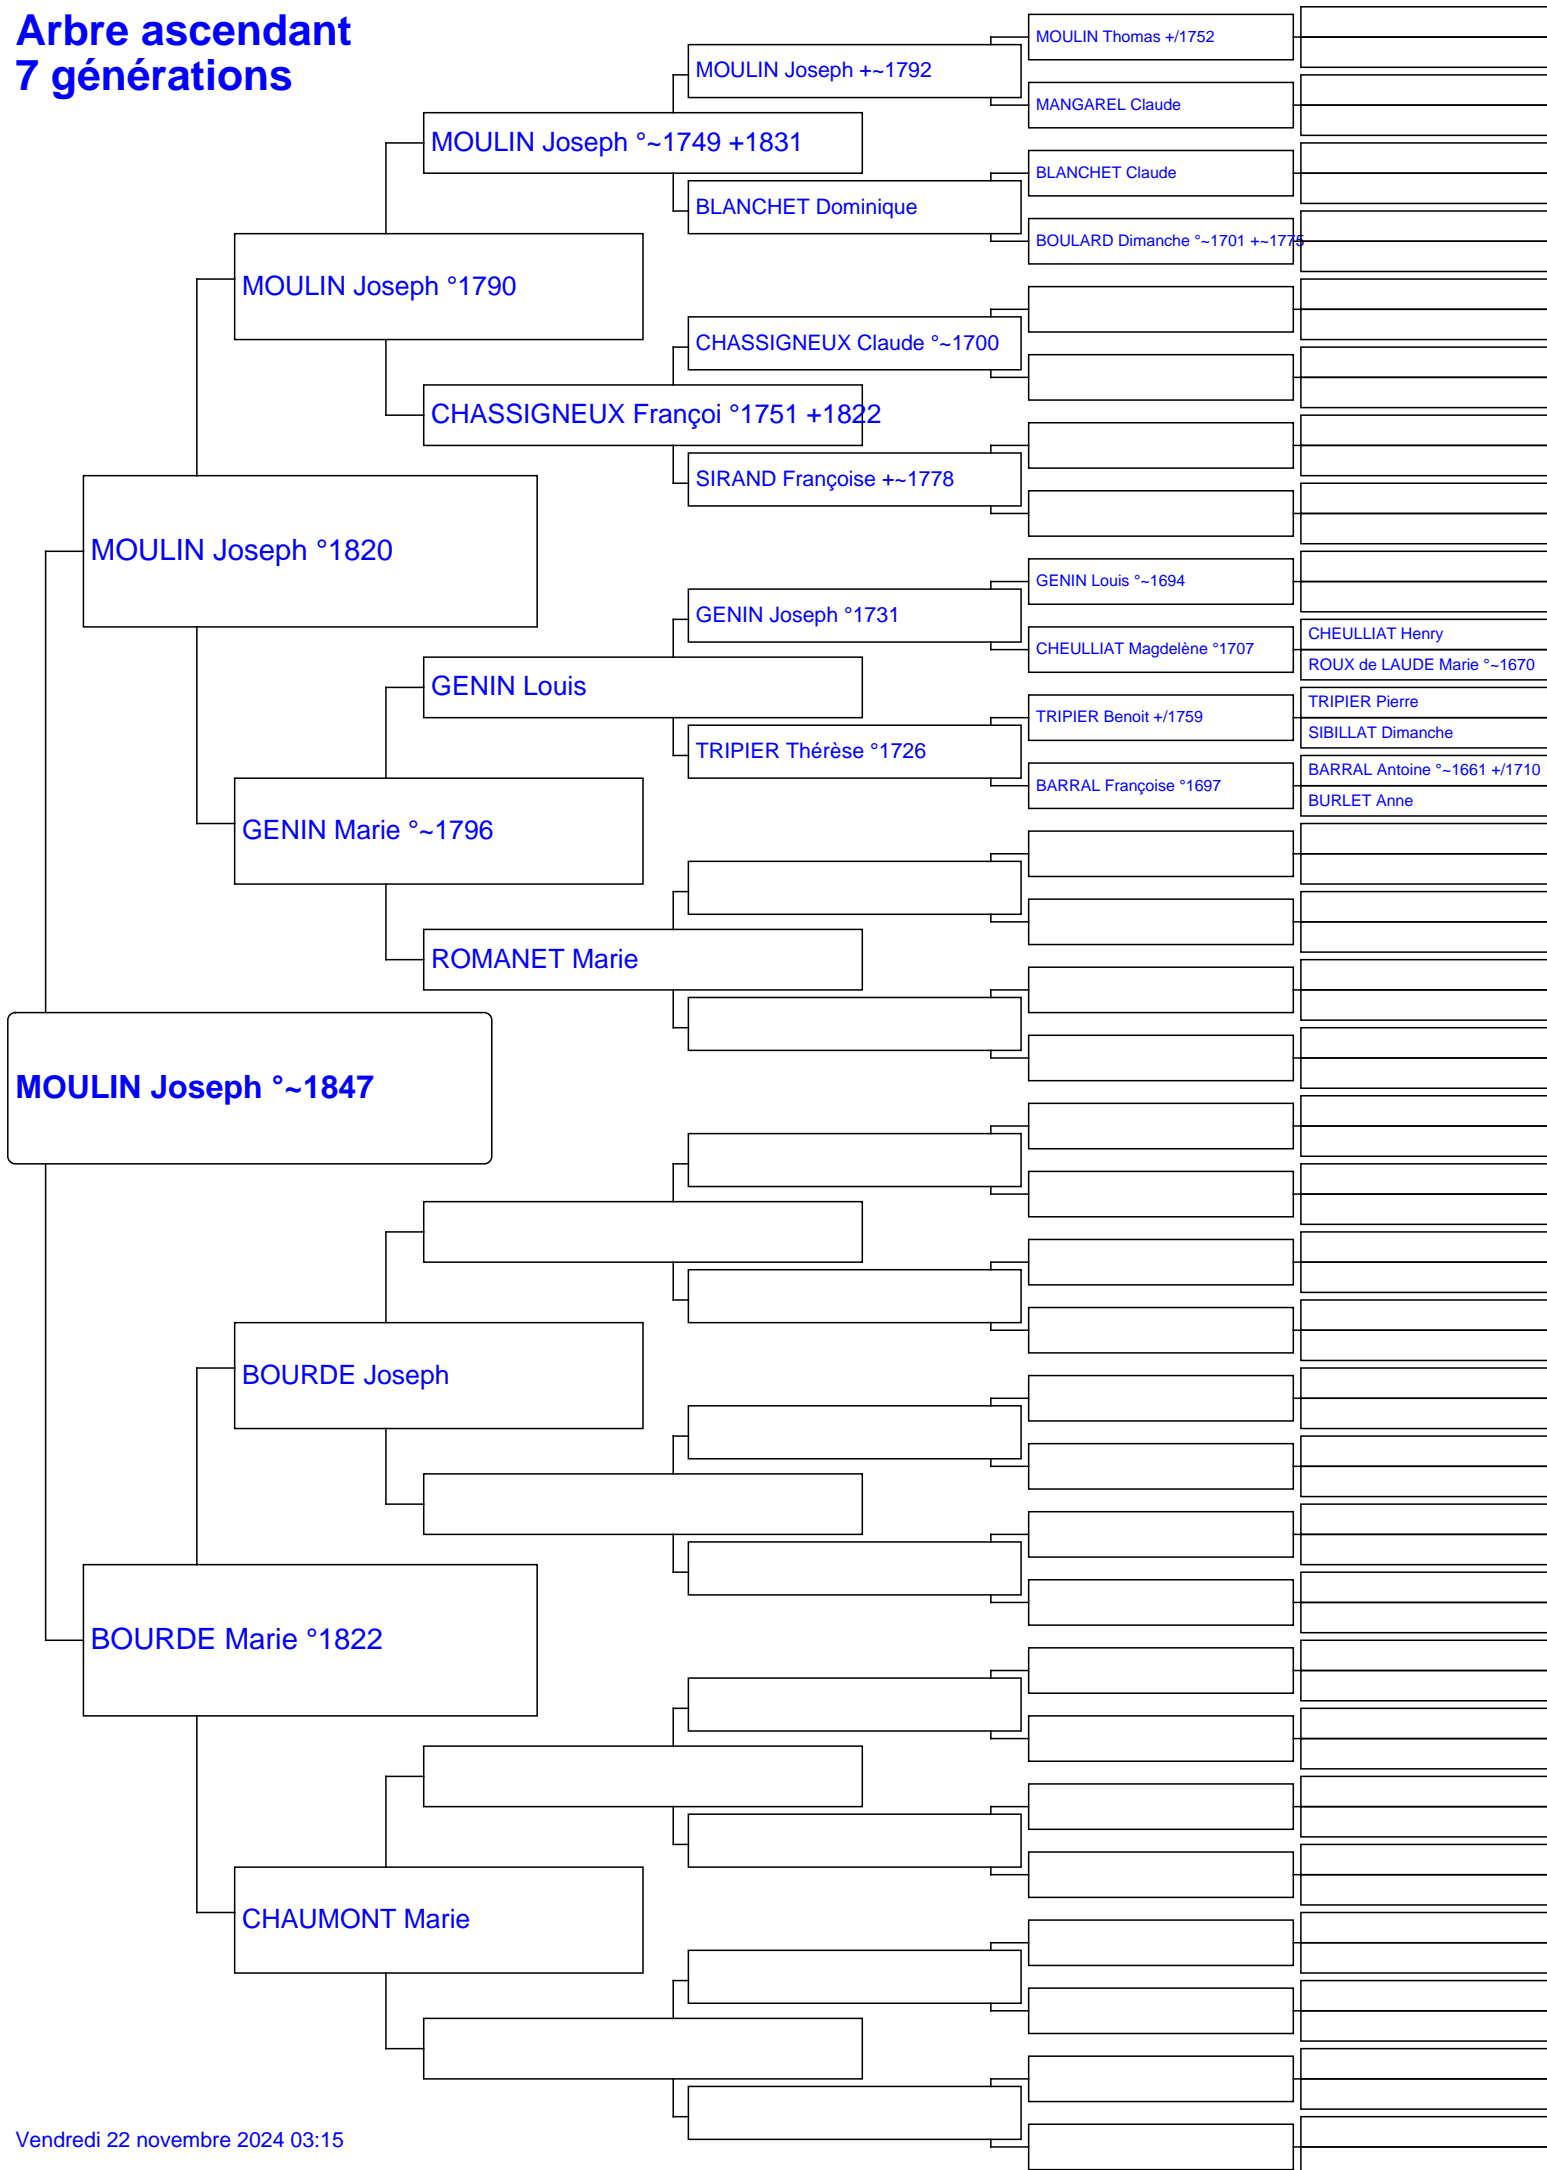 Arbre ascendant
7 générations
MOULIN Thomas +/1752
MOULIN Joseph +~1792
MANGAREL Claude
MOULIN Joseph °~1749 +1831
BLANCHET Claude
BLANCHET Dominique
BOULARD Dimanche °~1701 +~1775
MOULIN Joseph °1790
CHASSIGNEUX Claude °~1700
CHASSIGNEUX Françoi °1751 +1822
SIRAND Françoise +~1778
MOULIN Joseph °1820
GENIN Louis °~1694
GENIN Joseph °1731
CHEULLIAT Henry
CHEULLIAT Magdelène °1707
ROUX de LAUDE Marie °~1670
GENIN Louis
TRIPIER Pierre
TRIPIER Benoit +/1759
SIBILLAT Dimanche
TRIPIER Thérèse °1726
BARRAL Antoine °~1661 +/1710
BARRAL Françoise °1697
BURLET Anne
GENIN Marie °~1796
ROMANET Marie
MOULIN Joseph °~1847
BOURDE Joseph
BOURDE Marie °1822
CHAUMONT Marie
Vendredi 22 novembre 2024 03:15